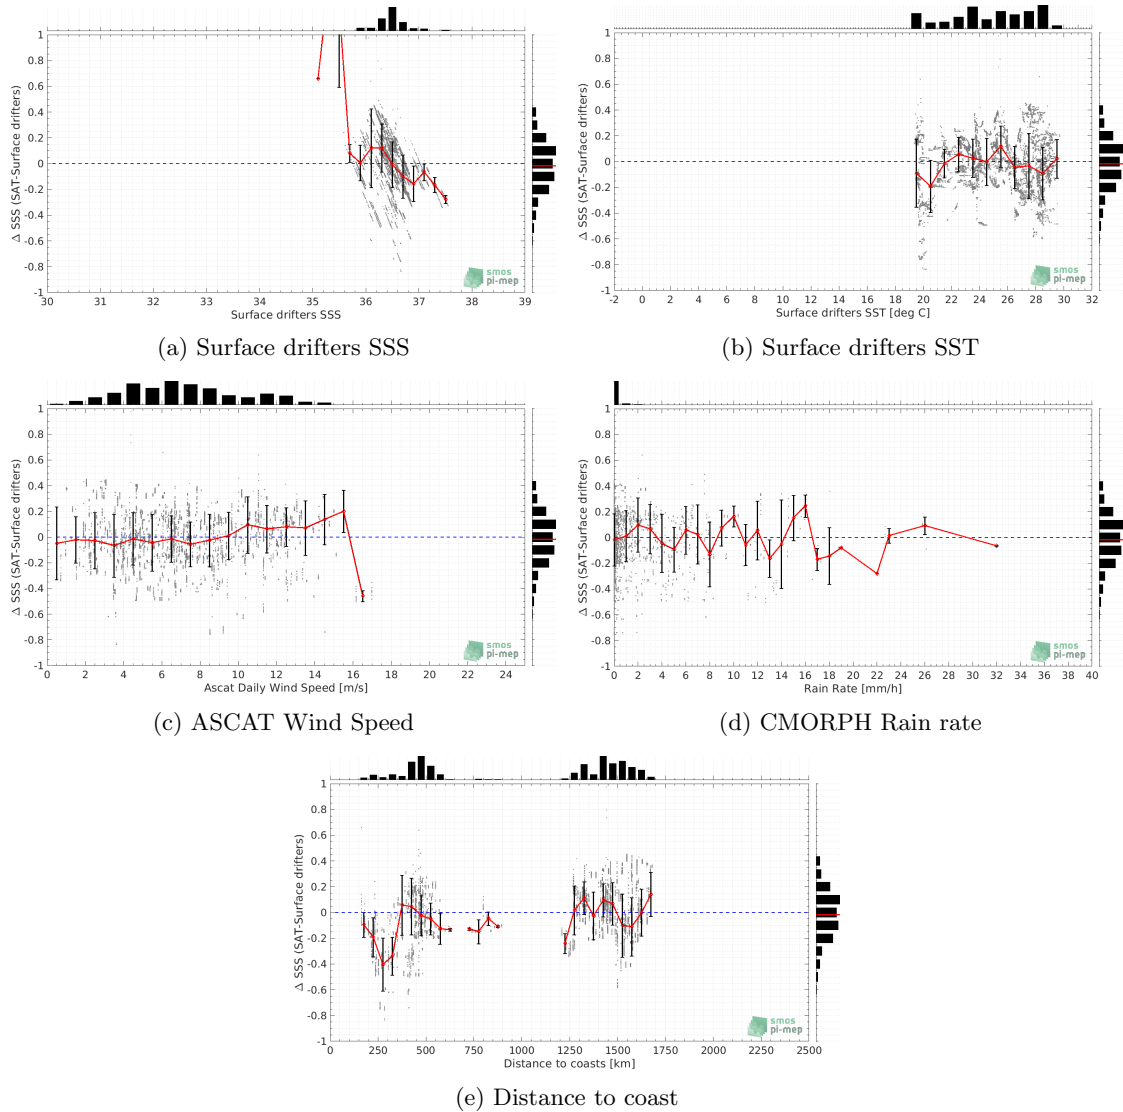 1
0.8
0.6
0.4
0.2
0
-0.2
-0.4
-0.6
-0.8
-1
Δ SSS (SAT-Surface drifters)
30 31 32 33 34 35 36 37 38 39
Surface drifters SSS
smos
pi-mep
(a) Surface drifters SSS
1
0.8
0.6
0.4
0.2
0
-0.2
-0.4
-0.6
-0.8
-1
Δ SSS (SAT-Surface drifters)
-2 0 2 4 6 8 10 12 14 16 18 20 22 24 26 28 30 32
Surface drifters SST [deg C]
smos
pi-mep
(b) Surface drifters SST
1
0.8
0.6
0.4
0.2
0
-0.2
-0.4
-0.6
-0.8
-1
Δ SSS (SAT-Surface drifters)
0 2 4 6 8 10 12 14 16 18 20 22 24
Ascat Daily Wind Speed [m/s]
smos
pi-mep
(c) ASCAT Wind Speed
1
0.8
0.6
0.4
0.2
0
-0.2
-0.4
-0.6
-0.8
-1
Δ SSS (SAT-Surface drifters)
0 2 4 6 8 10 12 14 16 18 20 22 24 26 28 30 32 34 36 38 40
Rain Rate [mm/h]
smos
pi-mep
(d) CMORPH Rain rate
1
0.8
0.6
0.4
0.2
0
-0.2
-0.4
-0.6
-0.8
-1
Δ SSS (SAT-Surface drifters)
0 250 500 750 1000 1250 1500 1750 2000 2250 2500
Distance to coasts [km]
smos
pi-mep
(e) Distance to coast